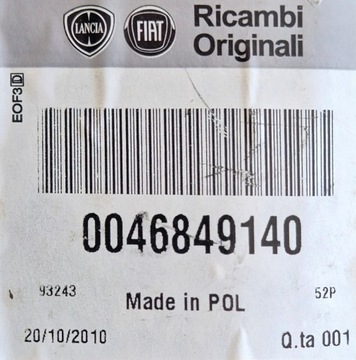 LANCIA
FIAT
Ricambi
Originali
EOF3 D
0046849140
93243
Made in POL
52P
20/10/2010
Q.ta 001